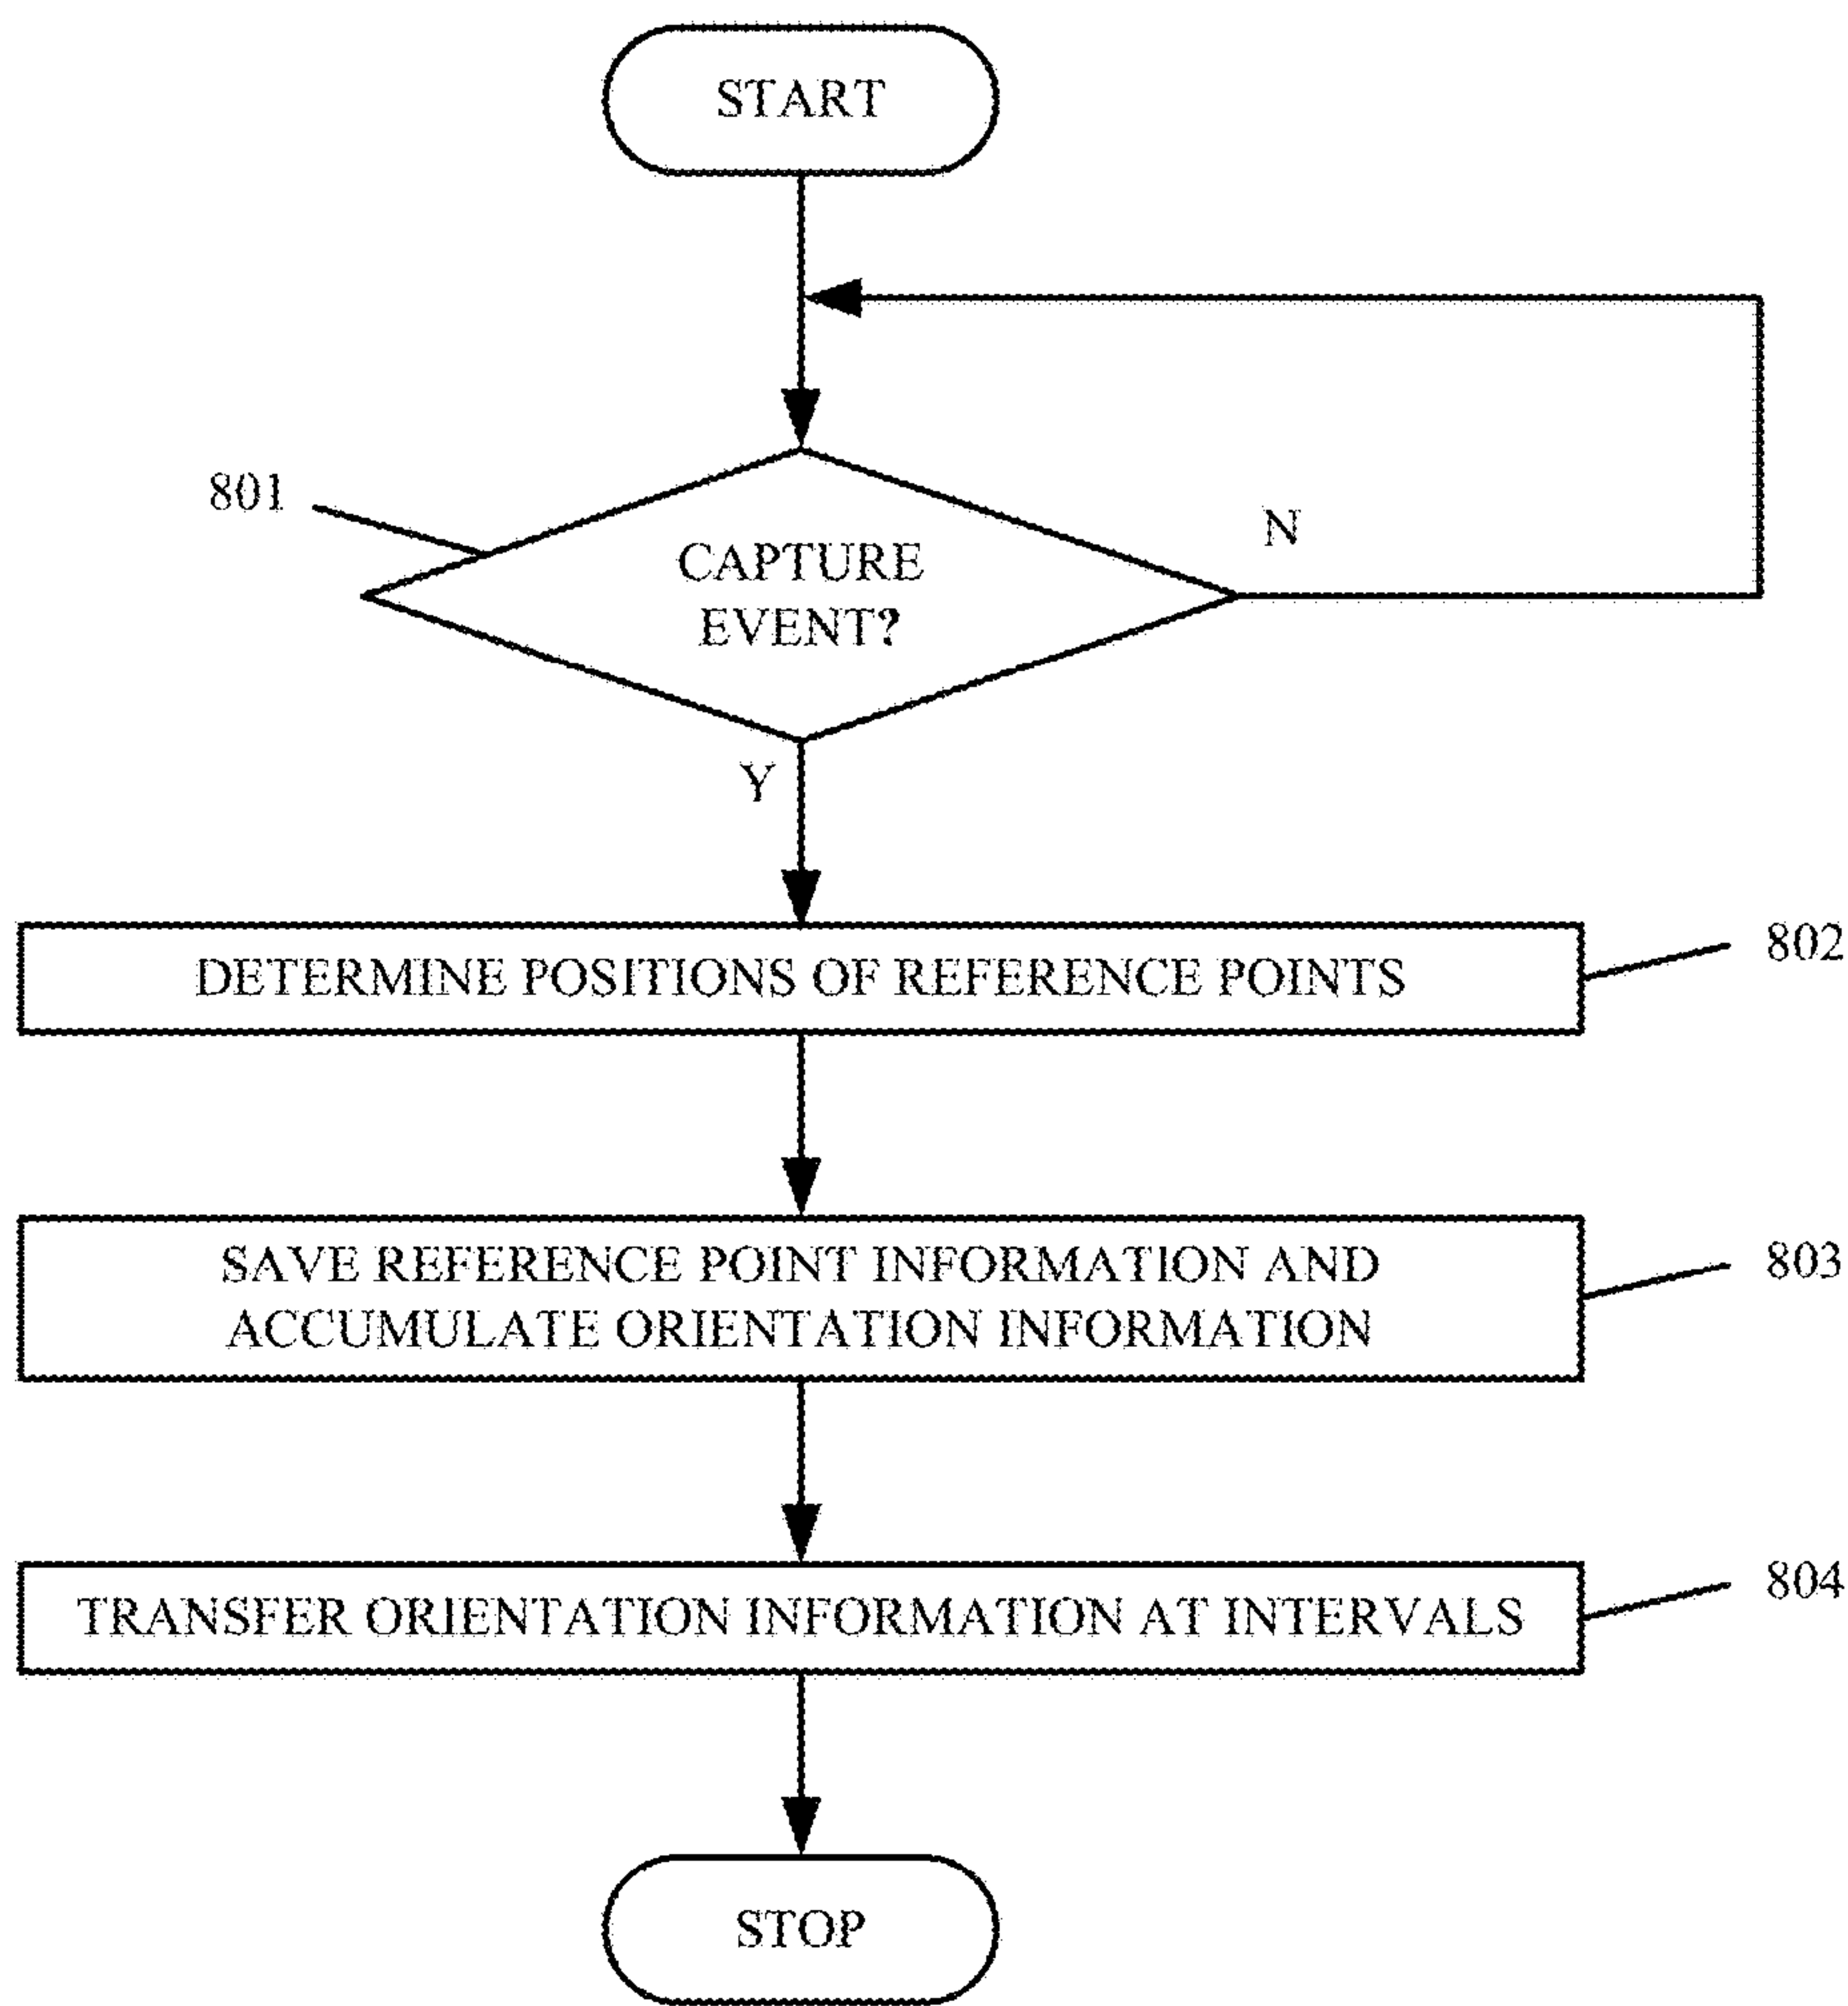 START
801
CAPTURE
EVENT?
N
Y
DETERMINE POSITIONS OF REFERENCE POINTS
802
SAVE REFERENCE POINT INFORMATION AND
ACCUMULATE ORIENTATION INFORMATION
803
TRANSFER ORIENTATION INFORMATION AT INTERVALS
804
STOP